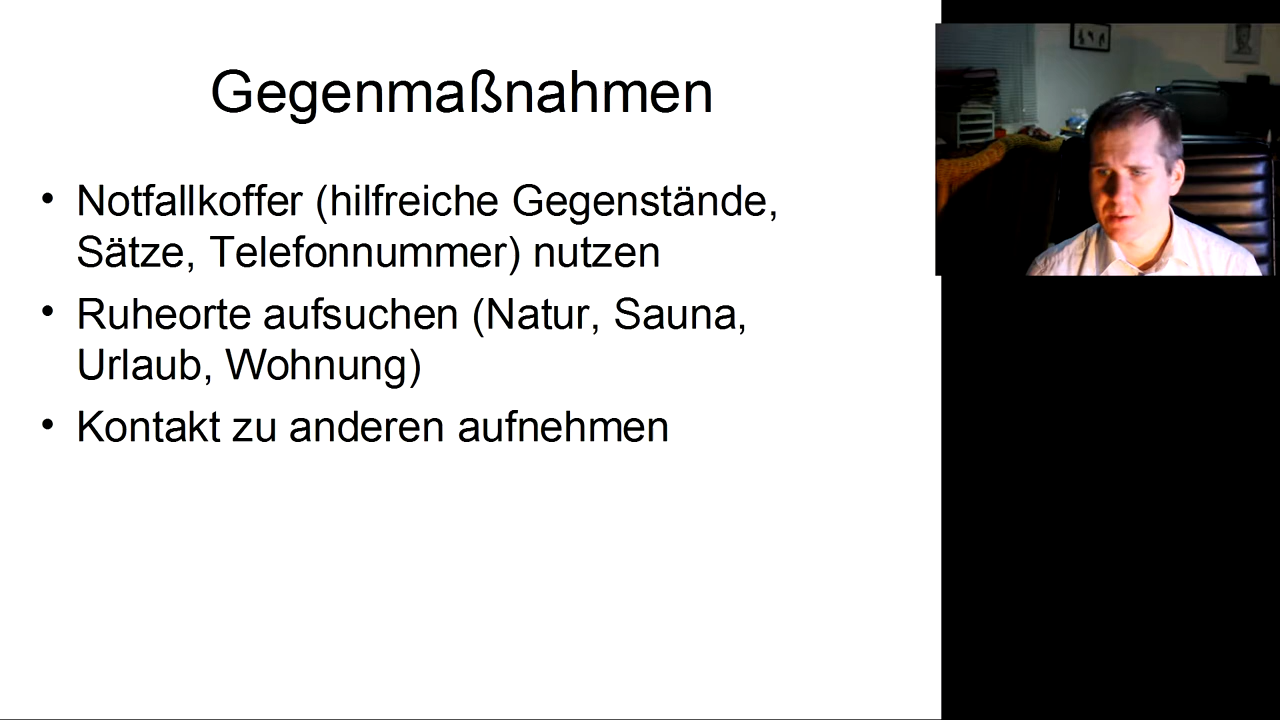 Gegenmaßnahmen
• Notfallkoffer (hilfreiche Gegenstände,
Sätze, Telefonnummer) nutzen
• Ruheorte aufsuchen (Natur, Sauna,
Urlaub, Wohnung)
• Kontakt zu anderen aufnehmen